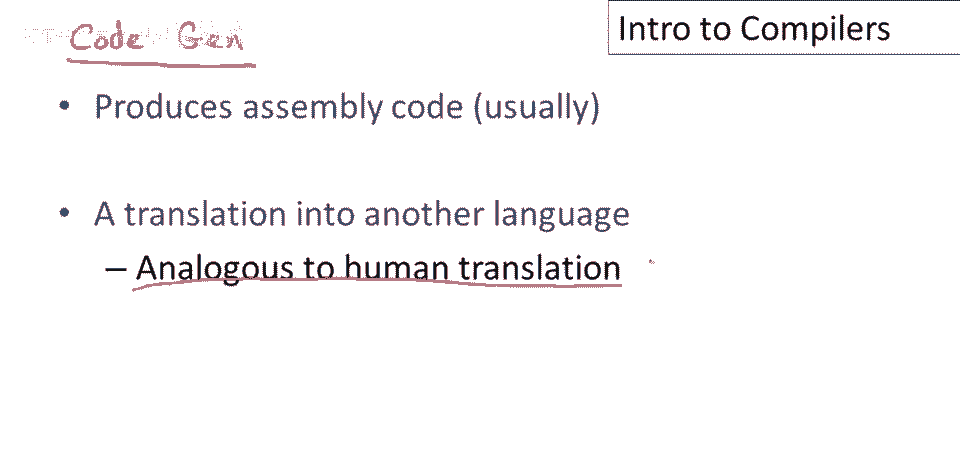 Code Gen
Intro to Compilers
• Produces assembly code (usually)
• A translation into another language
– Analogous to human translation